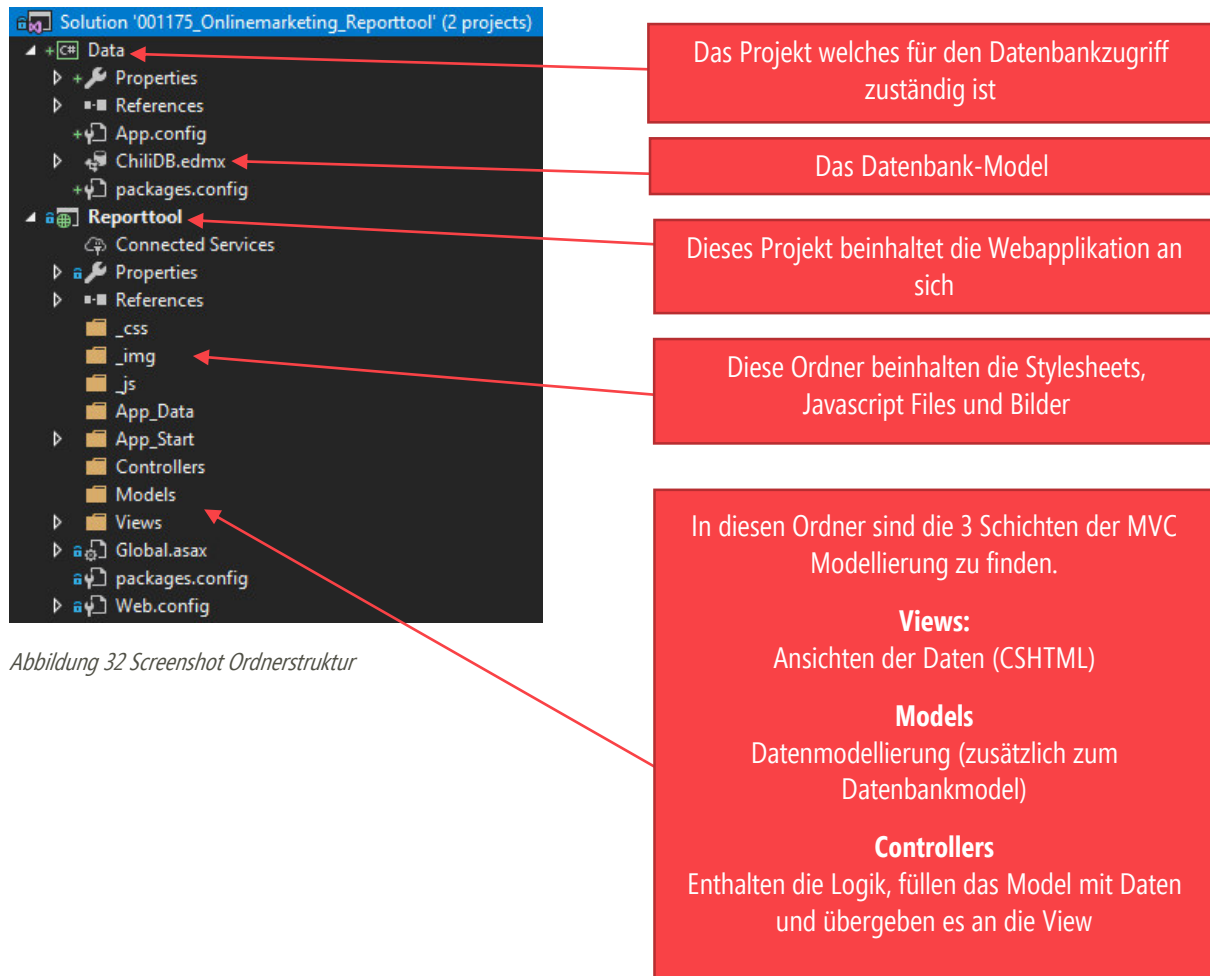 Solution '001175_Onlinemarketing_Reporttool' (2 projects)
Data
Properties
References
App.config
ChiliDB.edmx
packages.config
Reporttool
Connected Services
Properties
References
_css
_img
_js
App_Data
App_Start
Controllers
Models
Views
Global.asax
packages.config
Web.config
Abbildung 32 Screenshot Ordnerstruktur
Das Projekt welches für den Datenbankzugriff
zuständig ist
Das Datenbank-Model
Dieses Projekt beinhaltet die Webapplikation an
sich
Diese Ordner beinhalten die Stylesheets,
Javascript Files und Bilder
In diesen Ordner sind die 3 Schichten der MVC
Modellierung zu finden.
Views:
Ansichten der Daten (CSHTML)
Models
Datenmodellierung (zusätzlich zum
Datenbankmodel)
Controllers
Enthalten die Logik, füllen das Model mit Daten
und übergeben es an die View